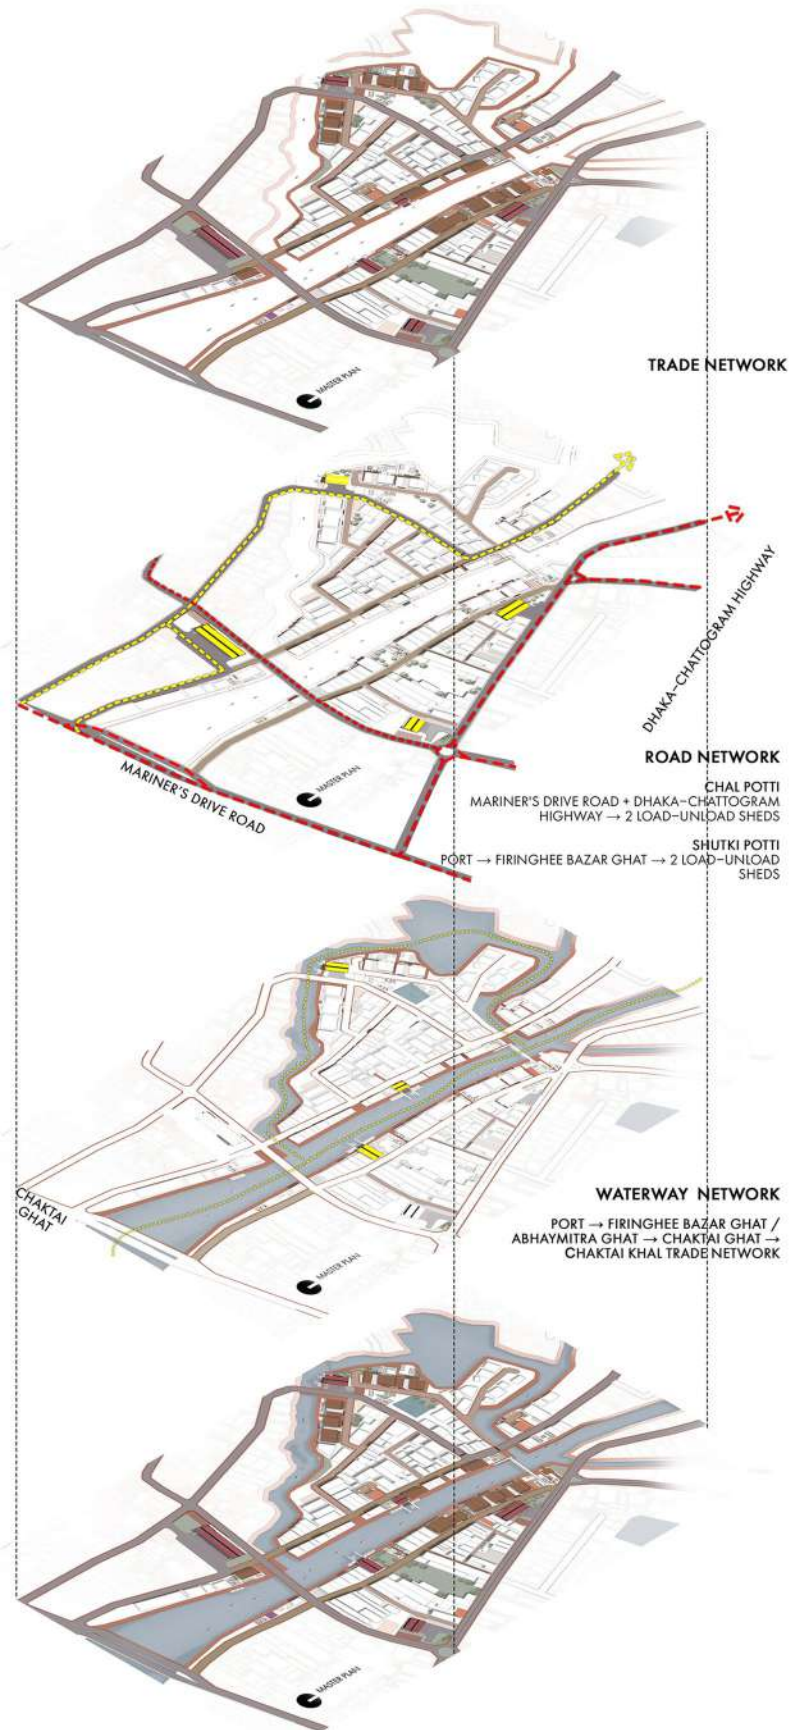 TRADE NETWORK
MASTER PLAN
DHAKA-CHATTOGRAM HIGHWAY
MARINER'S DRIVE ROAD
MASTER PLAN
ROAD NETWORK
CHAL POTTI
MARINER'S DRIVE ROAD + DHAKA-CHATTOGRAM
HIGHWAY → 2 LOAD-UNLOAD SHEDS
SHUTKI POTTI
PORT → FIRINGHEE BAZAR GHAT → 2 LOAD-UNLOAD
SHEDS
CHAKTAI
GHAT
MASTER PLAN
WATERWAY NETWORK
PORT → FIRINGHEE BAZAR GHAT /
ABHAYMITRA GHAT → CHAKTAI GHAT →
CHAKTAI KHAL TRADE NETWORK
MASTER PLAN